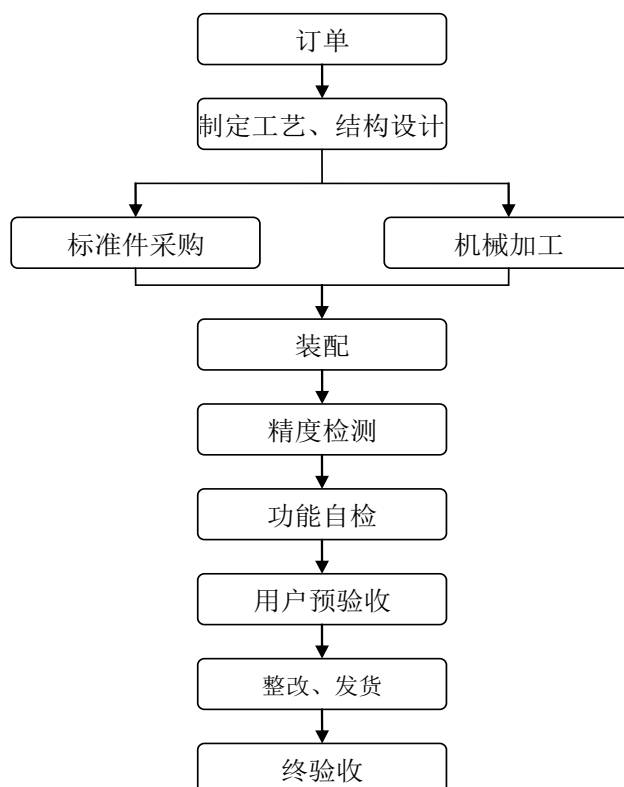 订单
制定工艺、结构设计
标准件采购
机械加工
装配
精度检测
功能自检
用户预验收
整改、发货
终验收